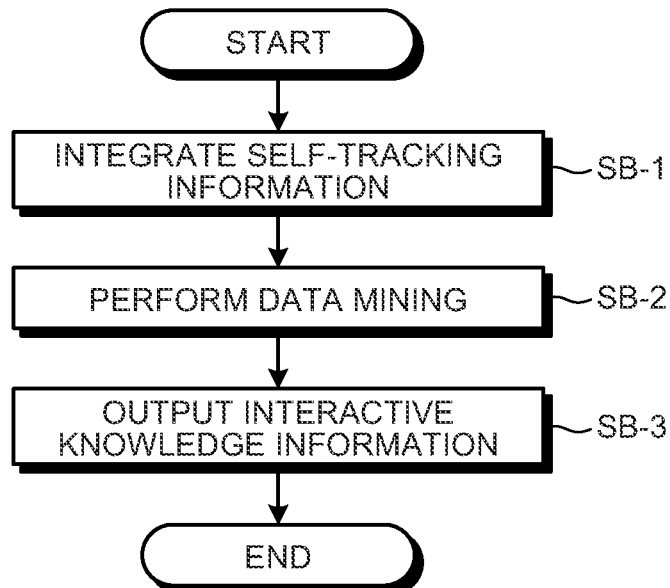 START
INTEGRATE SELF-TRACKING
INFORMATION
SB-1
PERFORM DATA MINING
SB-2
OUTPUT INTERACTIVE
KNOWLEDGE INFORMATION
SB-3
END